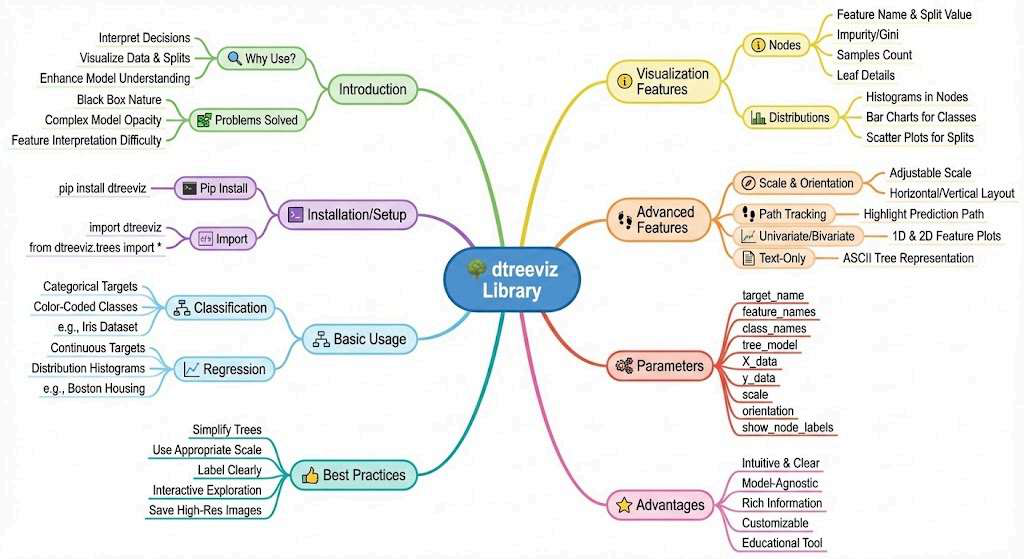 dtreeviz
Library
Introduction
Why Use?
Interpret Decisions
Visualize Data & Splits
Enhance Model Understanding
Problems Solved
Black Box Nature
Complex Model Opacity
Feature Interpretation Difficulty
Installation/Setup
Pip Install
pip install dtreeviz
Import
import dtreeviz
from dtreeviz.trees import *
Basic Usage
Classification
Categorical Targets
Color-Coded Classes
e.g., Iris Dataset
Regression
Continuous Targets
Distribution Histograms
e.g., Boston Housing
Best Practices
Simplify Trees
Use Appropriate Scale
Label Clearly
Interactive Exploration
Save High-Res Images
Visualization
Features
Nodes
Feature Name & Split Value
Impurity/Gini
Samples Count
Leaf Details
Distributions
Histograms in Nodes
Bar Charts for Classes
Scatter Plots for Splits
Advanced
Features
Scale & Orientation
Adjustable Scale
Horizontal/Vertical Layout
Path Tracking
Highlight Prediction Path
Univariate/Bivariate
1D & 2D Feature Plots
Text-Only
ASCII Tree Representation
Parameters
target_name
feature_names
class_names
tree_model
X_data
y_data
scale
orientation
show_node_labels
Advantages
Intuitive & Clear
Model-Agnostic
Rich Information
Customizable
Educational Tool